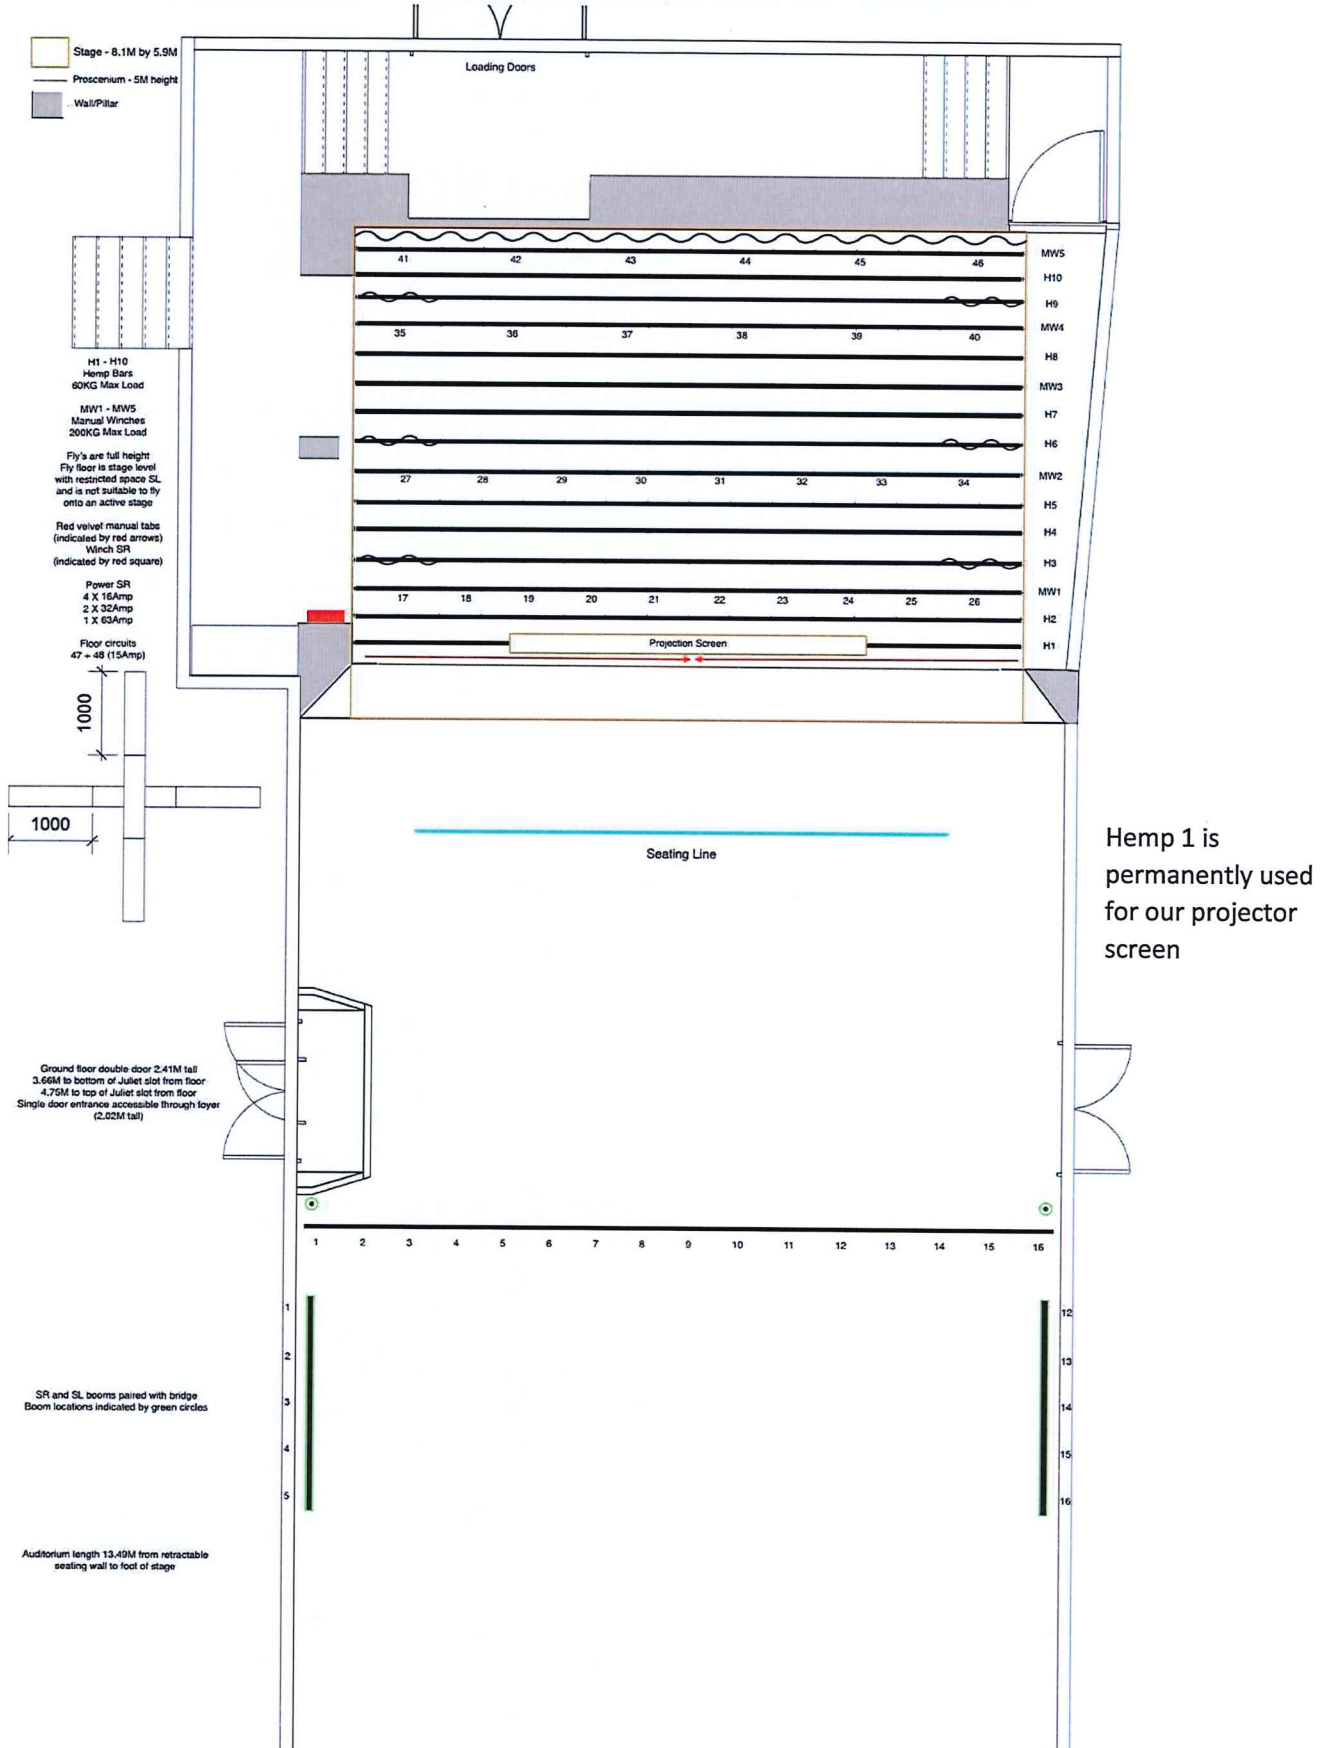 Stage - 8.1M by 5.9M
Proscenium - 5M height
Wall/Pillar
Loading Doors
41 42 43 44 45 46
MW5
H10
H9
MW4
35 36 37 38 39 40
H8
MW3
H7
H6
MW2
27 28 29 30 31 32 33 34
H5
H4
H3
MW1
17 18 19 20 21 22 23 24 25 26
H2
Projection Screen
H1
H1 - H10
Hemp Bars
60KG Max Load
MW1 - MW5
Manual Winches
200KG Max Load
Fly's are full height
Fly floor is stage level
with restricted space SL
and is not suitable to fly
onto an active stage
Red velvet manual tabs
(indicated by red arrows)
Winch SR
(indicated by red square)
Power SR
4 X 16Amp
2 X 32Amp
1 X 63Amp
Floor circuits
47 + 48 (15Amp)
1000
1000
Seating Line
Hemp 1 is
permanently used
for our projector
screen
Ground floor double door 2.41M tall
3.66M to bottom of Juliet slot from floor
4.75M to top of Juliet slot from floor
Single door entrance accessible through foyer
(2.02M tall)
1 2 3 4 5 6 7 8 9 10 11 12 13 14 15 16
1
2
3
4
5
12
13
14
15
16
SR and SL booms paired with bridge
Boom locations indicated by green circles
Auditorium length 13.49M from retractable
seating wall to foot of stage